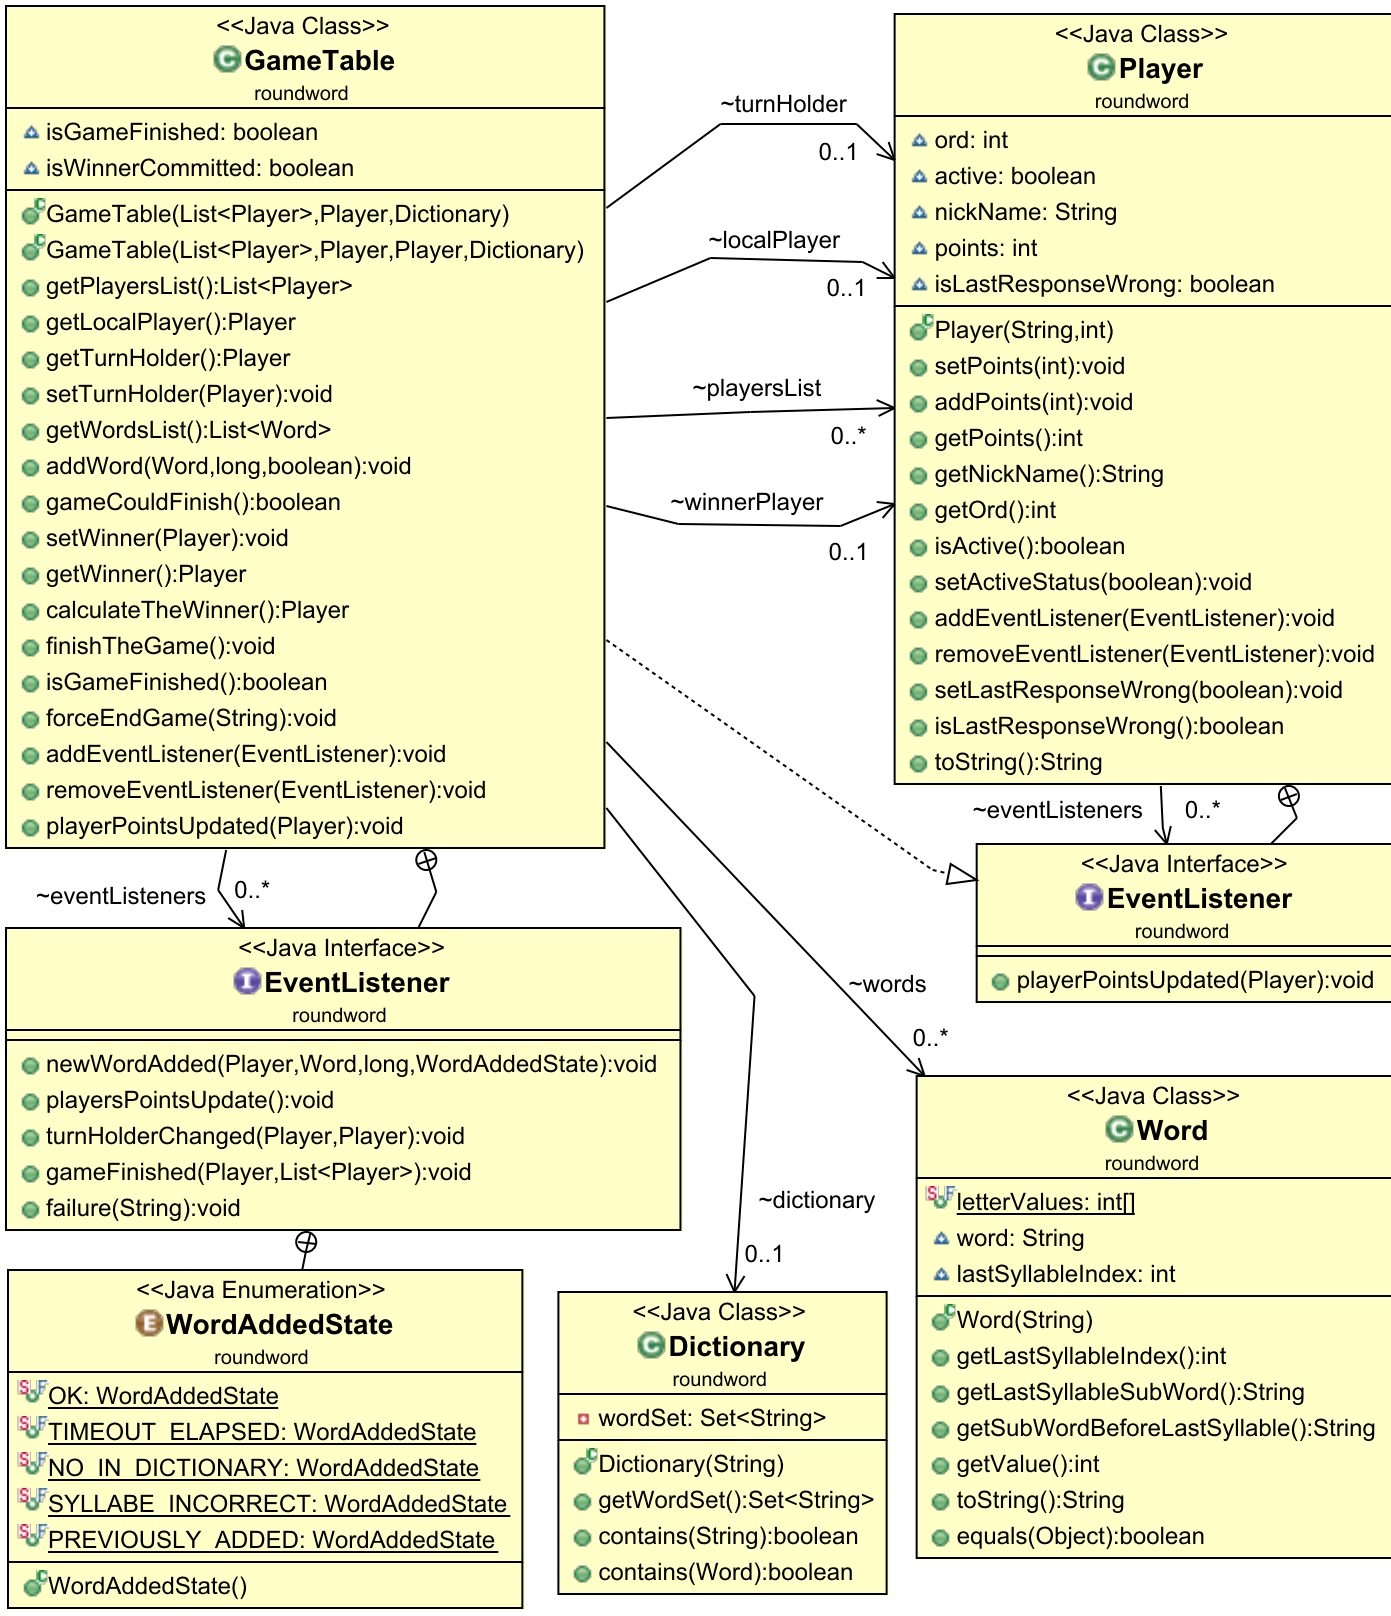 <<Java Class>>
GameTable
roundword
isGameFinished: boolean
isWinnerCommitted: boolean
GameTable(List<Player>,Player,Dictionary)
GameTable(List<Player>,Player,Player,Dictionary)
getPlayersList():List<Player>
getLocalPlayer():Player
getTurnHolder():Player
setTurnHolder(Player):void
getWordsList():List<Word>
addWord(Word,long,boolean):void
gameCouldFinish():boolean
setWinner(Player):void
getWinner():Player
calculateTheWinner():Player
finishTheGame():void
isGameFinished():boolean
forceEndGame(String):void
addEventListener(EventListener):void
removeEventListener(EventListener):void
playerPointsUpdated(Player):void
~turnHolder
0..1
~localPlayer
0..1
~playersList
0..*
~winnerPlayer
0..1
<<Java Class>>
Player
roundword
ord: int
active: boolean
nickName: String
points: int
isLastResponseWrong: boolean
Player(String,int)
setPoints(int):void
addPoints(int):void
getPoints():int
getNickName():String
getOrd():int
isActive():boolean
setActiveStatus(boolean):void
addEventListener(EventListener):void
removeEventListener(EventListener):void
setLastResponseWrong(boolean):void
isLastResponseWrong():boolean
toString():String
~eventListeners
0..*
<<Java Interface>>
EventListener
roundword
playerPointsUpdated(Player):void
~eventListeners
0..*
<<Java Interface>>
EventListener
roundword
newWordAdded(Player,Word,long,WordAddedState):void
playersPointsUpdate():void
turnHolderChanged(Player,Player):void
gameFinished(Player,List<Player>):void
failure(String):void
~words
0..*
~dictionary
0..1
<<Java Enumeration>>
E
WordAddedState
roundword
OK: WordAddedState
TIMEOUT_ELAPSED: WordAddedState
NO_IN_DICTIONARY: WordAddedState
SYLLABE_INCORRECT: WordAddedState
PREVIOUSLY_ADDED: WordAddedState
WordAddedState()
<<Java Class>>
Dictionary
roundword
wordSet: Set<String>
Dictionary(String)
getWordSet():Set<String>
contains(String):boolean
contains(Word):boolean
<<Java Class>>
Word
roundword
letterValues: int[]
word: String
lastSyllableIndex: int
Word(String)
getLastSyllableIndex():int
getLastSyllableSubWord():String
getSubWordBeforeLastSyllable():String
getValue():int
toString():String
equals(Object):boolean